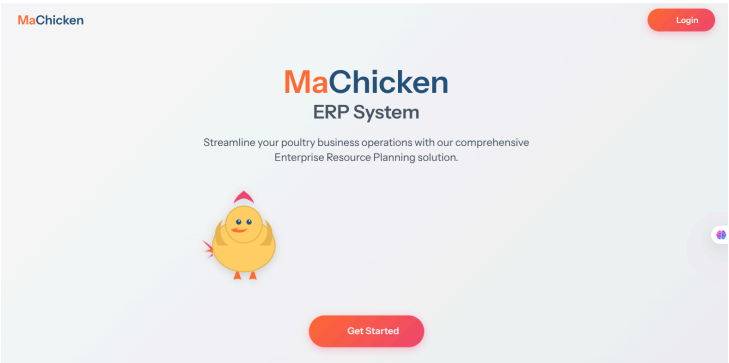 MaChicken
Login
MaChicken
ERP System
Streamline your poultry business operations with our comprehensive
Enterprise Resource Planning solution.
Get Started